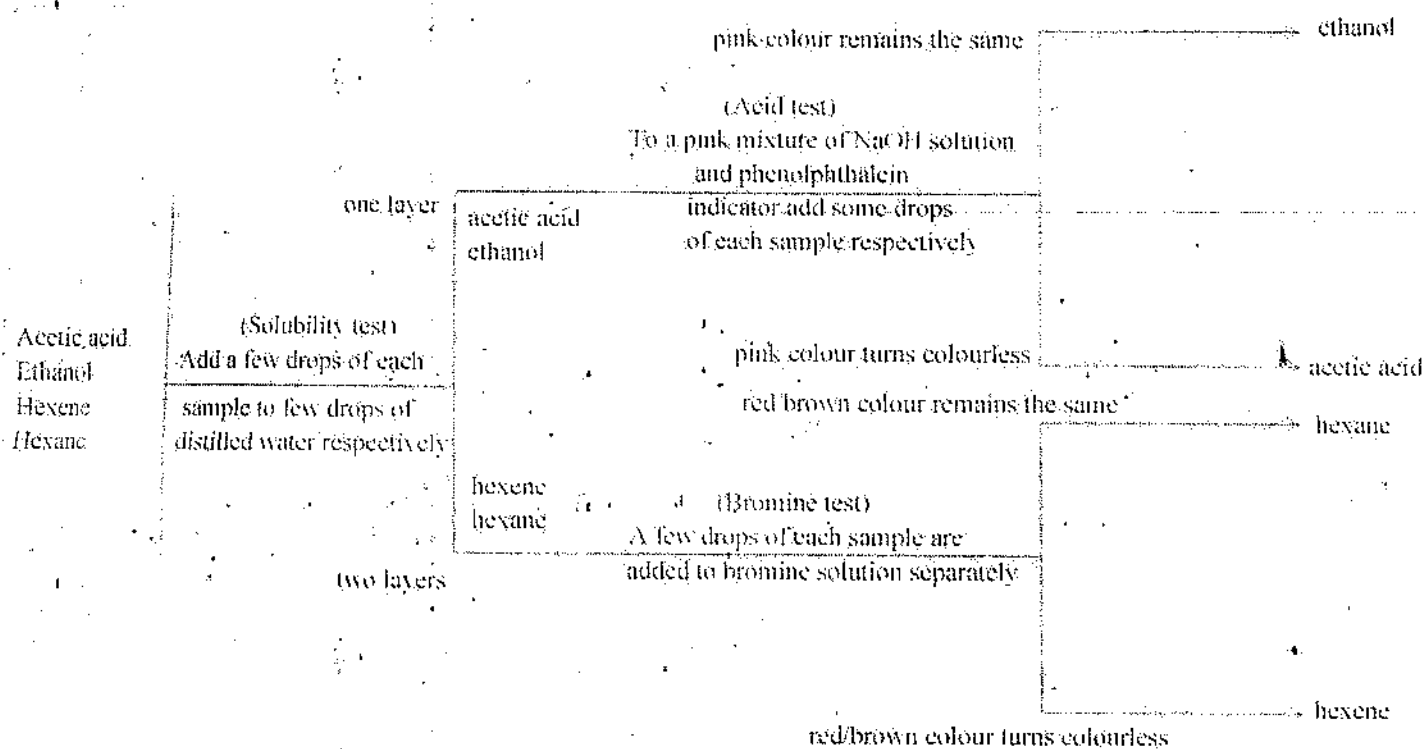 pink colour remains the same
ethanol
(Acid test)
To a pink mixture of NaOH solution
and phenolphthalein
indicator add some drops
of each sample respectively
one layer
acetic acid
ethanol
Acetic acid
Ethanol
Hexene
Hexane
(Solubility test)
Add a few drops of each
sample to few drops of
distilled water respectively
pink colour turns colourless
acetic acid
red/brown colour remains the same
hexane
hexene
hexane
(Bromine test)
A few drops of each sample are
added to bromine solution separately
two layers
hexene
red/brown colour turns colourless